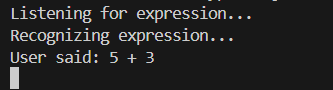 Listening for expression...
Recognizing expression...
User said: 5 + 3